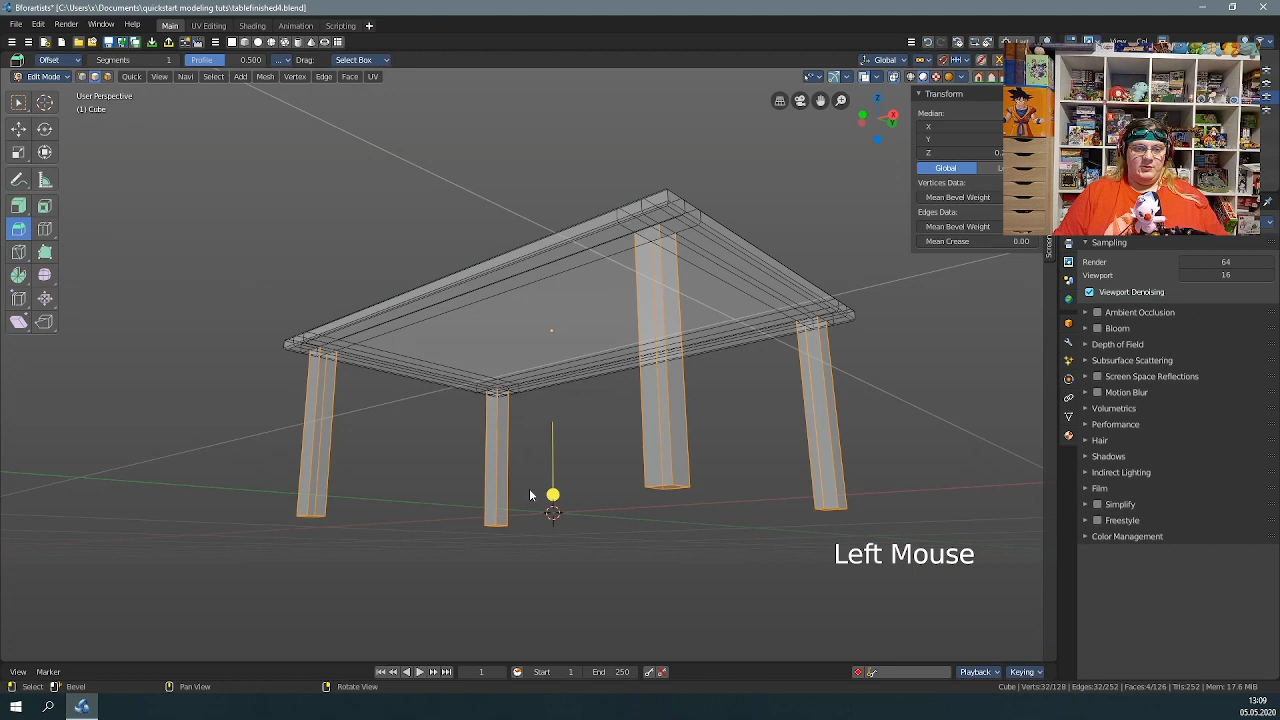 Bforartists* [C:\Users\x\Documents\quickstart modeling tuts\tablefinished4.blend]
File Edit Render Window Help Main UV Editing Shading Animation Scripting
View Col
Offset Segments 1 Profile 0.500 ... Drag: Select Box Global
Edit Mode Quick View Navi Select Add Mesh Vertex Edge Face UV
User Perspective
(1) Cube
Transform
Median:
X
Y
Z 0.
Global
Vertices Data:
Mean Bevel Weight
Edges Data:
Mean Bevel Weight
Mean Crease 0.00
Z
X
Y
Screen
Sampling
Render 64
Viewport 16
Viewport Denoising
Ambient Occlusion
Bloom
Depth of Field
Subsurface Scattering
Screen Space Reflections
Motion Blur
Volumetrics
Performance
Hair
Shadows
Indirect Lighting
Film
Simplify
Freestyle
Color Management
Left Mouse
View Marker 1 Start 1 End 250 Playback Keying
Select Bevel Pan View Rotate View Cube | Verts:32/128 | Edges:32/252 | Faces:4/126 | Tris:252 | Mem: 17.6 MiB
13:09
05.05.2020